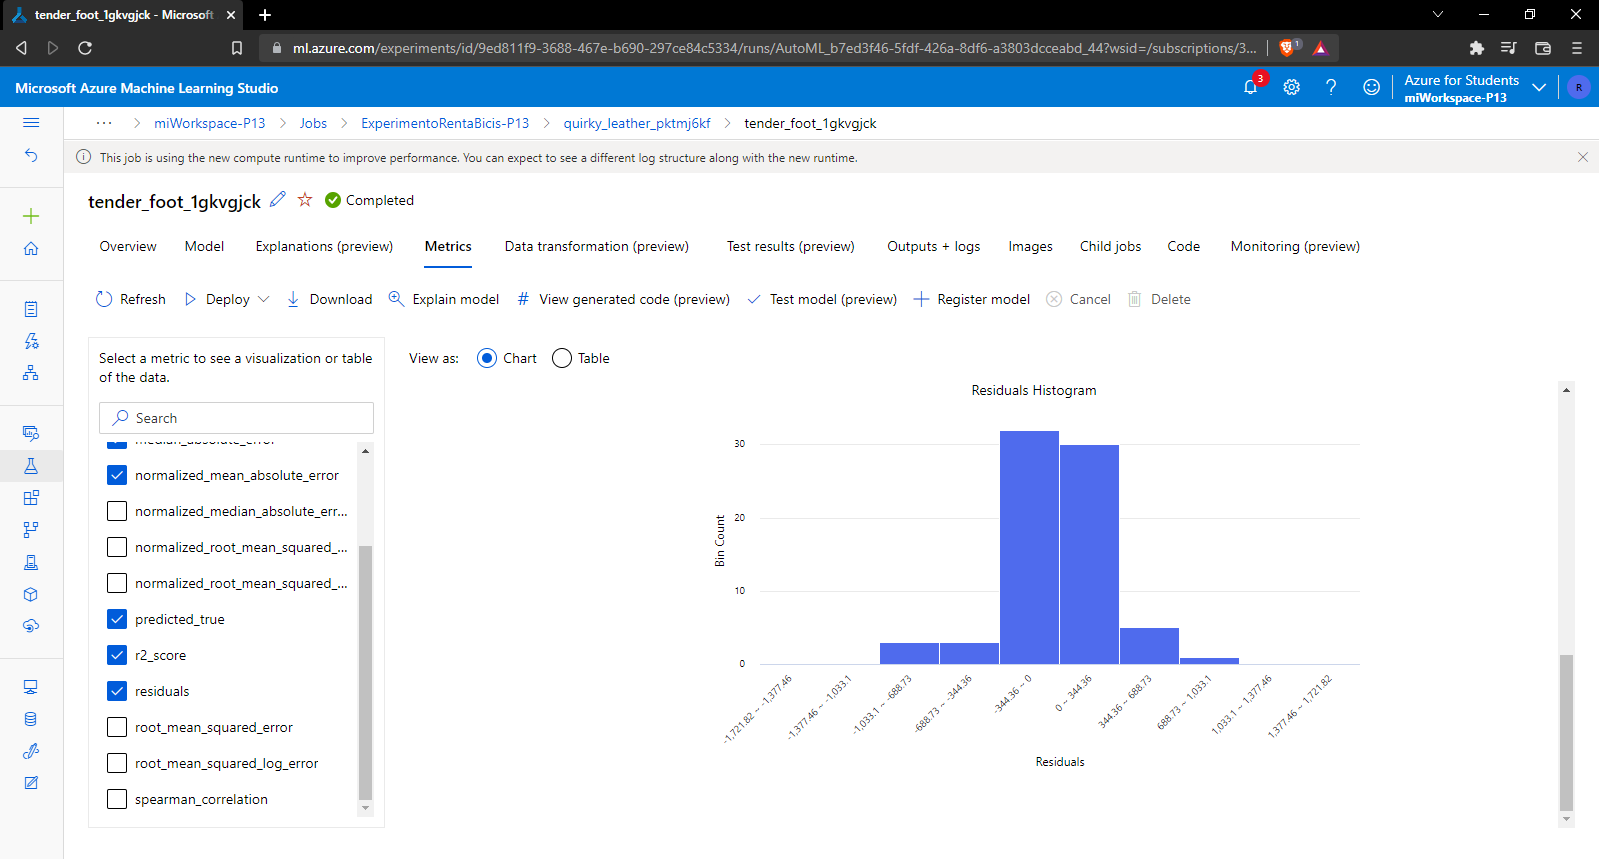 tender_foot_1gkvgjck - Microsoft
ml.azure.com/experiments/id/9ed811f9-3688-467e-b690-297ce84c5334/runs/AutoML_b7ed3f46-5fdf-426a-8df6-a3803dcceabd_44?wsid=/subscriptions/3...
1
Microsoft Azure Machine Learning Studio
3
Azure for Students
miWorkspace-P13
R
... miWorkspace-P13 Jobs ExperimentoRentaBicis-P13 quirky_leather_pktmj6kf tender_foot_1gkvgjck
This job is using the new compute runtime to improve performance. You can expect to see a different log structure along with the new runtime.
tender_foot_1gkvgjck Completed
Overview Model Explanations (preview) Metrics Data transformation (preview) Test results (preview) Outputs + logs Images Child jobs Code Monitoring (preview)
Refresh Deploy Download Explain model View generated code (preview) Test model (preview) Register model Cancel Delete
Select a metric to see a visualization or table
of the data.
Search
median_absolute_error
normalized_mean_absolute_error
normalized_median_absolute_err...
normalized_root_mean_squared_...
normalized_root_mean_squared_...
predicted_true
r2_score
residuals
root_mean_squared_error
root_mean_squared_log_error
spearman_correlation
View as: Chart Table
Residuals Histogram
Bin Count
30
20
10
0
-1,721.82 ~ -1,377.46
-1,377.46 ~ -1,033.1
-1,033.1 ~ -688.73
-688.73 ~ -344.36
-344.36 ~ 0
0 ~ 344.36
344.36 ~ 688.73
688.73 ~ 1,033.1
1,033.1 ~ 1,377.46
1,377.46 ~ 1,721.82
Residuals